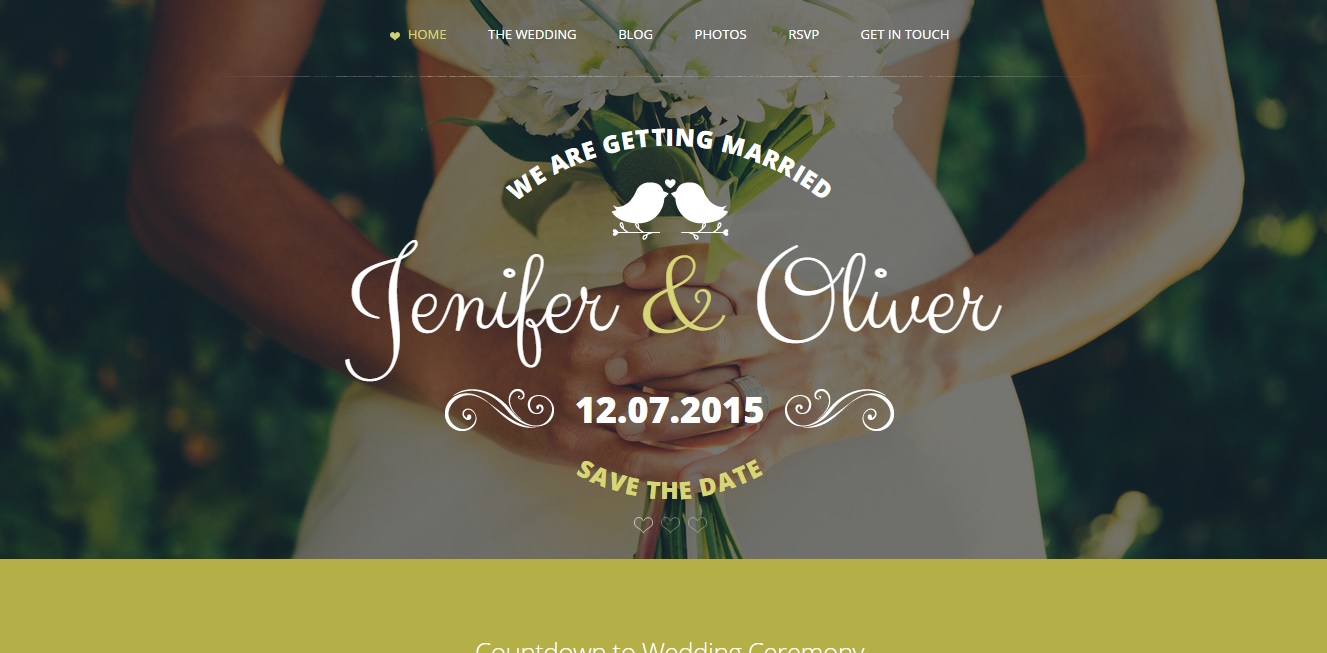 HOME THE WEDDING BLOG PHOTOS RSVP GET IN TOUCH
WE ARE GETTING MARRIED
Jenifer & Oliver
12.07.2015
SAVE THE DATE
Countdown to Wedding Ceremony